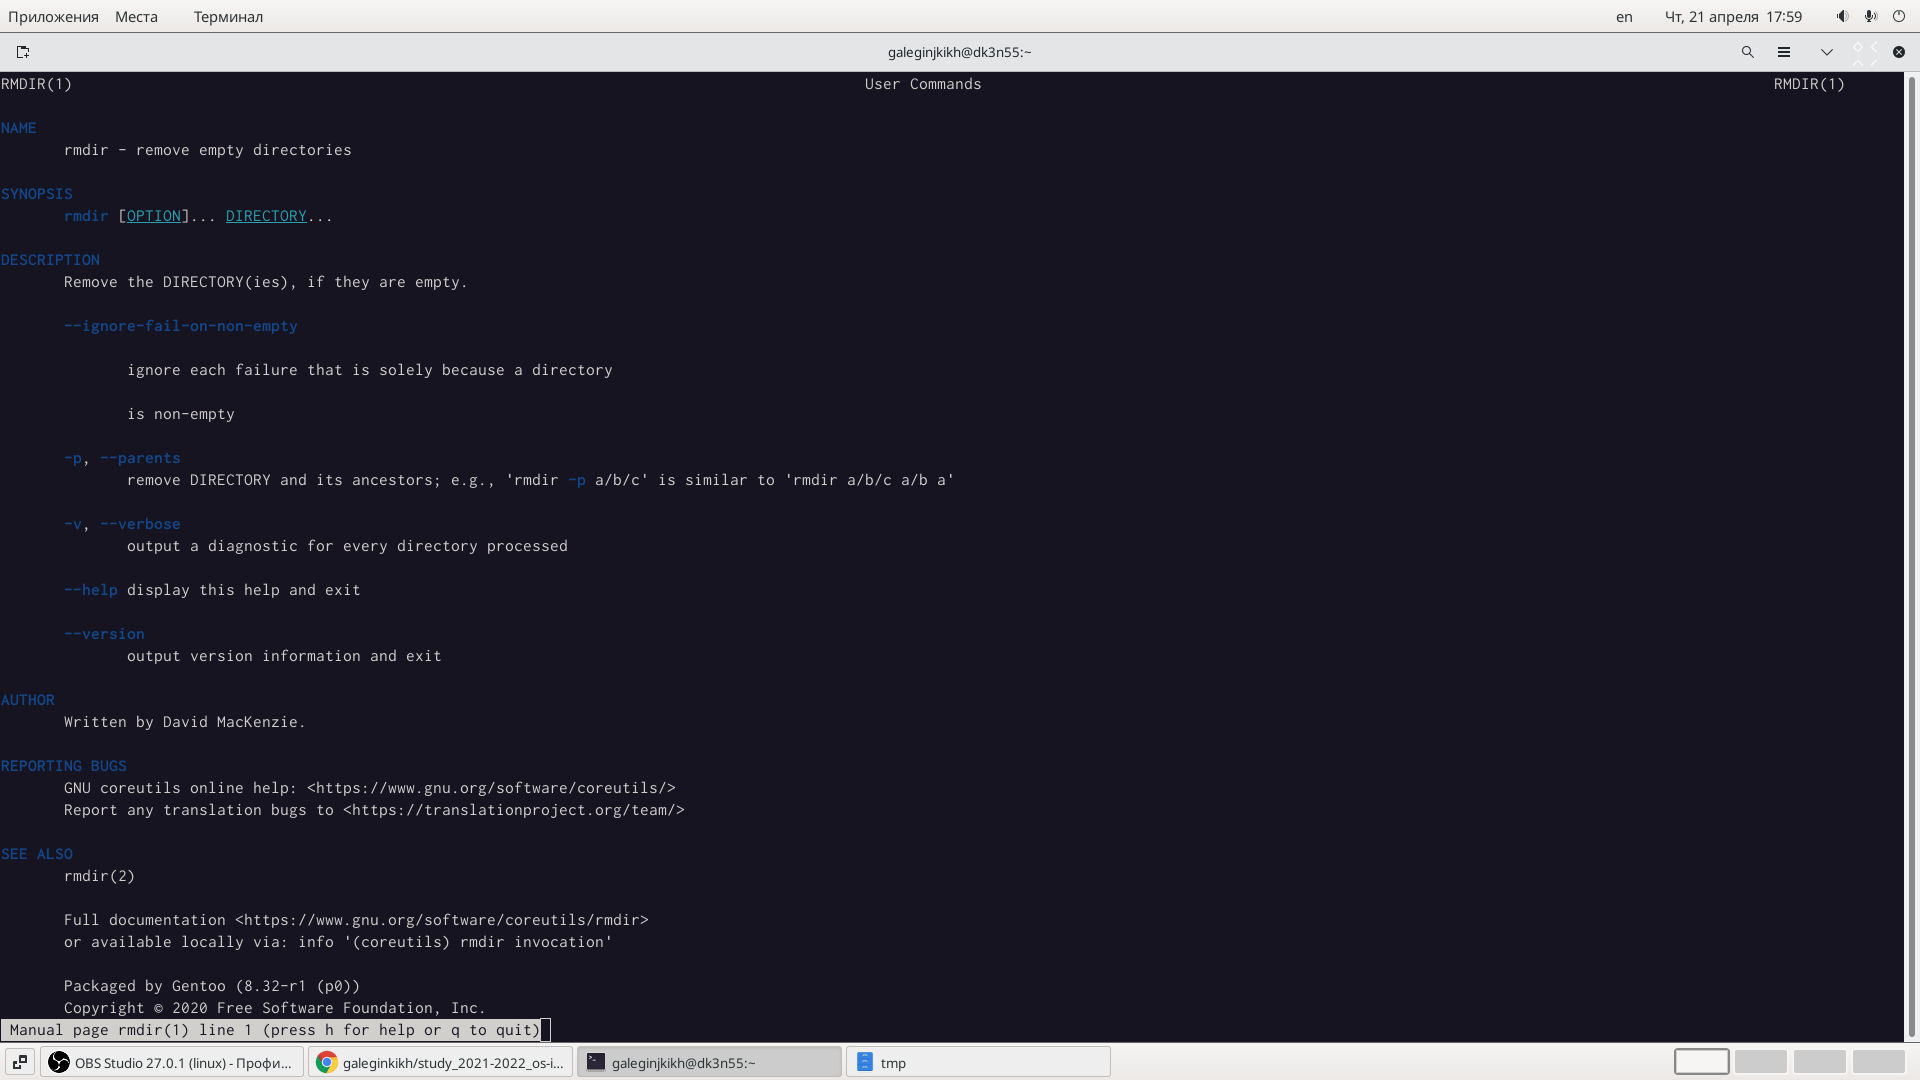 Приложения Места Терминал en Чт, 21 апреля 17:59
galeginjkikh@dk3n55:~
RMDIR(1) User Commands RMDIR(1)
NAME
rmdir - remove empty directories
SYNOPSIS
rmdir [OPTION]... DIRECTORY...
DESCRIPTION
Remove the DIRECTORY(ies), if they are empty.
--ignore-fail-on-non-empty
ignore each failure that is solely because a directory
is non-empty
-p, --parents
remove DIRECTORY and its ancestors; e.g., 'rmdir -p a/b/c' is similar to 'rmdir a/b/c a/b a'
-v, --verbose
output a diagnostic for every directory processed
--help display this help and exit
--version
output version information and exit
AUTHOR
Written by David MacKenzie.
REPORTING BUGS
GNU coreutils online help: <https://www.gnu.org/software/coreutils/>
Report any translation bugs to <https://translationproject.org/team/>
SEE ALSO
rmdir(2)
Full documentation <https://www.gnu.org/software/coreutils/rmdir>
or available locally via: info '(coreutils) rmdir invocation'
Packaged by Gentoo (8.32-r1 (p0))
Copyright © 2020 Free Software Foundation, Inc.
Manual page rmdir(1) line 1 (press h for help or q to quit)
OBS Studio 27.0.1 (linux) - Профи... galeginkikh/study_2021-2022_os-i... galeginjkikh@dk3n55:~ tmp